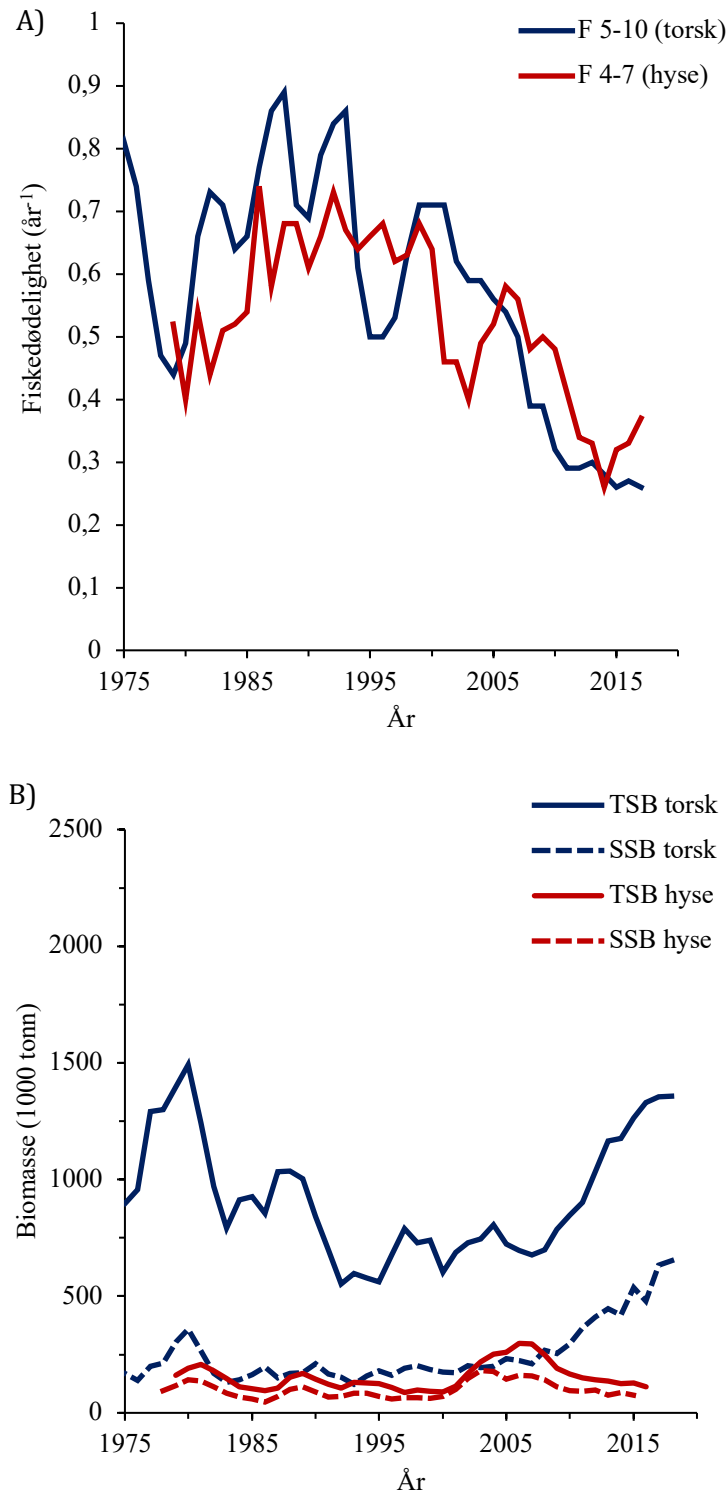 A)
F 5-10 (torsk)
F 4-7 (hyse)
Fiskedødelighet (år⁻¹)
1
0,9
0,8
0,7
0,6
0,5
0,4
0,3
0,2
0,1
0
1975 1985 1995 2005 2015
År
B)
TSB torsk
SSB torsk
TSB hyse
SSB hyse
Biomasse (1000 tonn)
2500
2000
1500
1000
500
0
1975 1985 1995 2005 2015
År